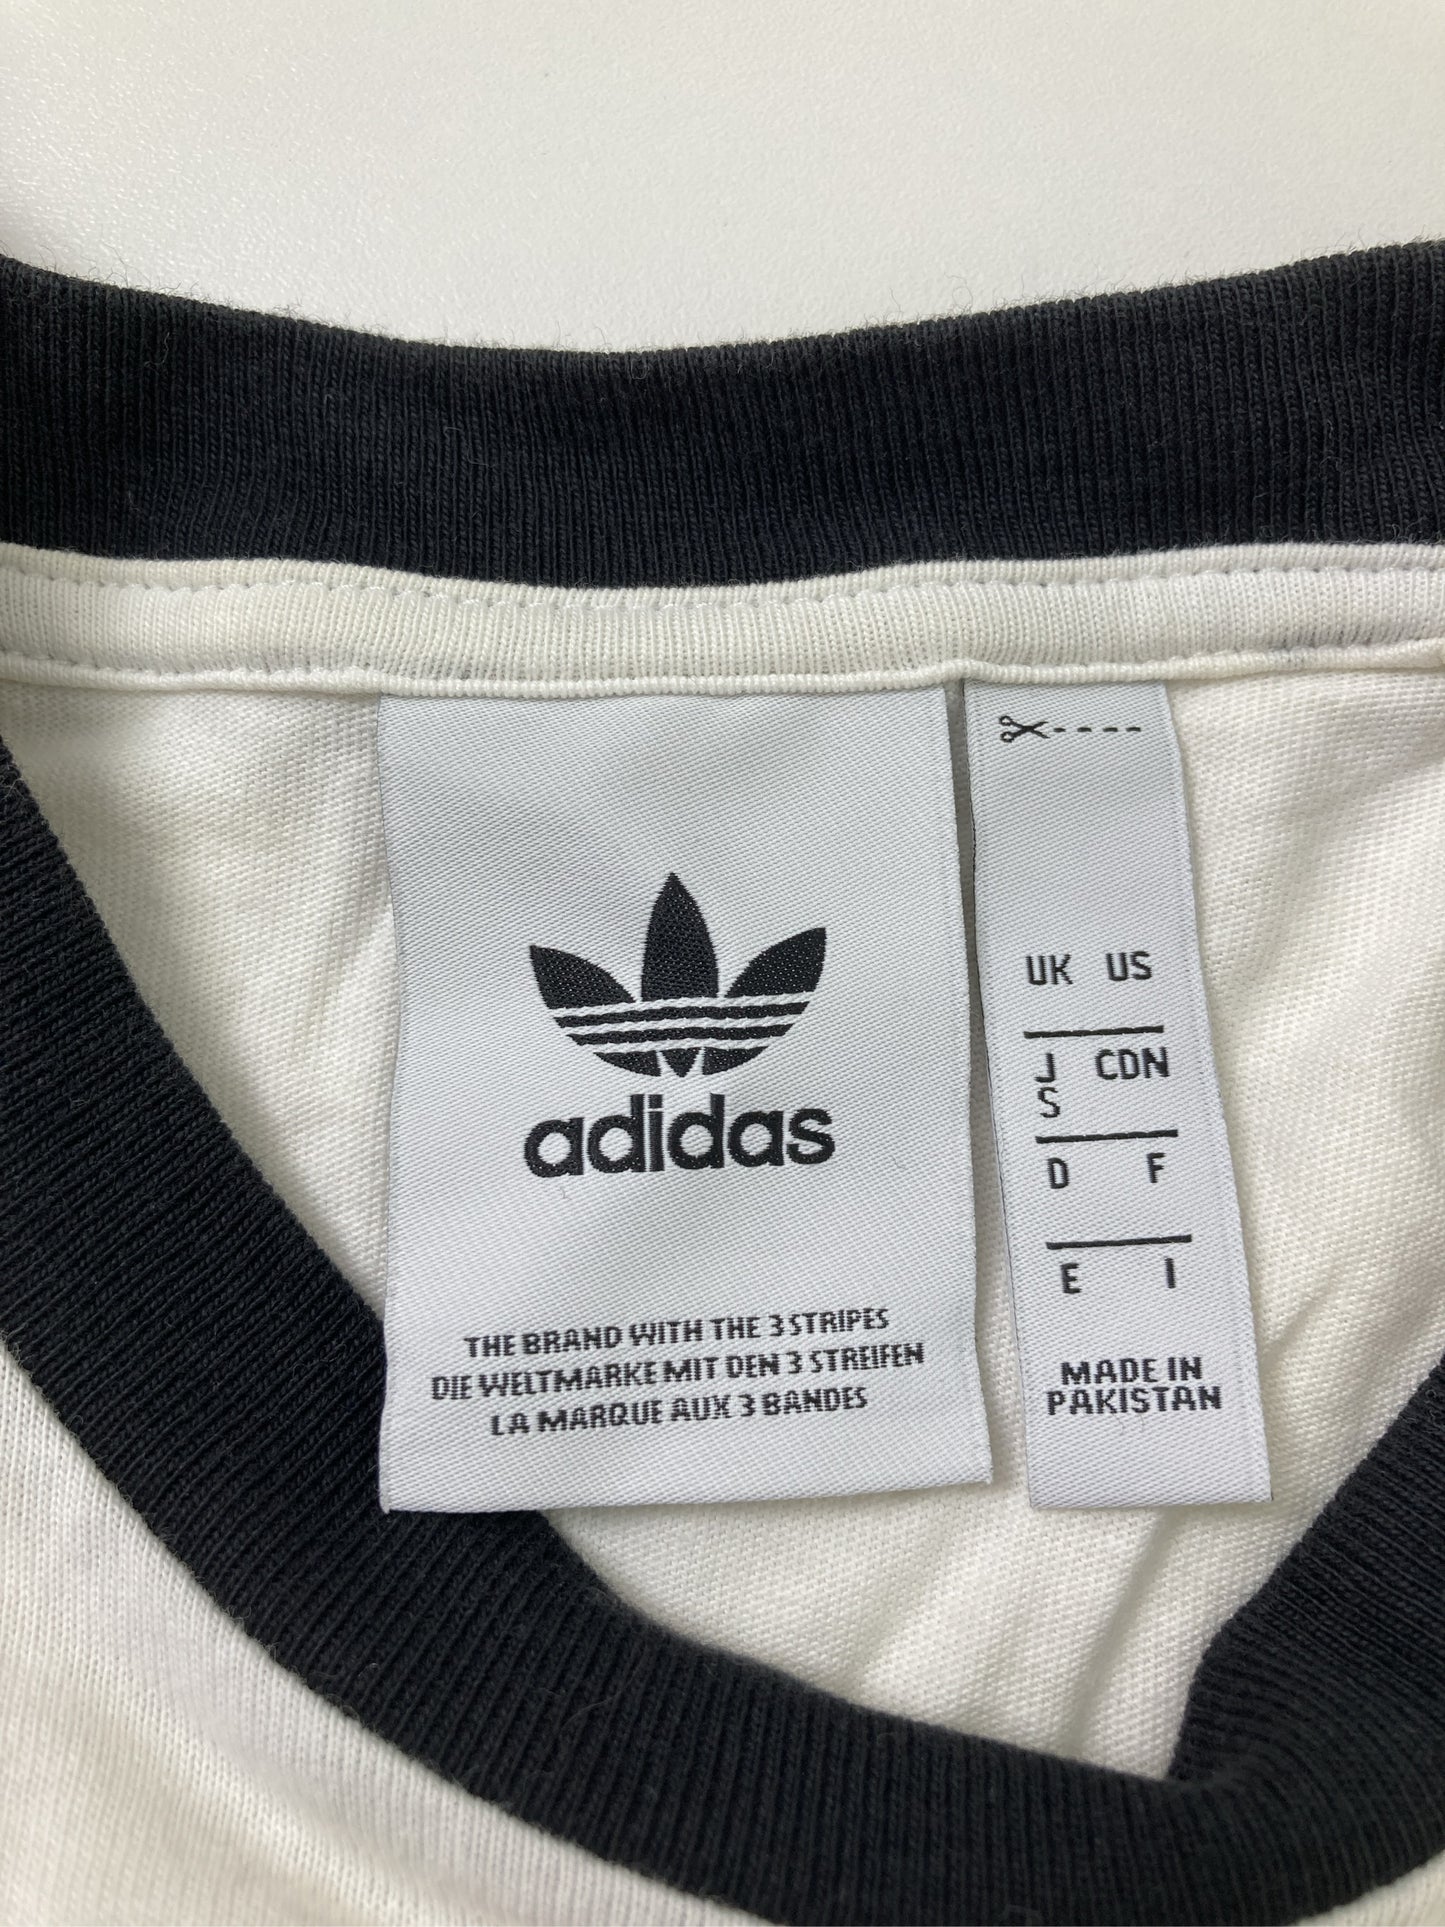 adidas
THE BRAND WITH THE 3 STRIPES
DIE WELTMARKE MIT DEN 3 STREIFEN
LA MARQUE AUX 3 BANDES
UK US
J CDN
S
D F
E I
MADE IN
PAKISTAN